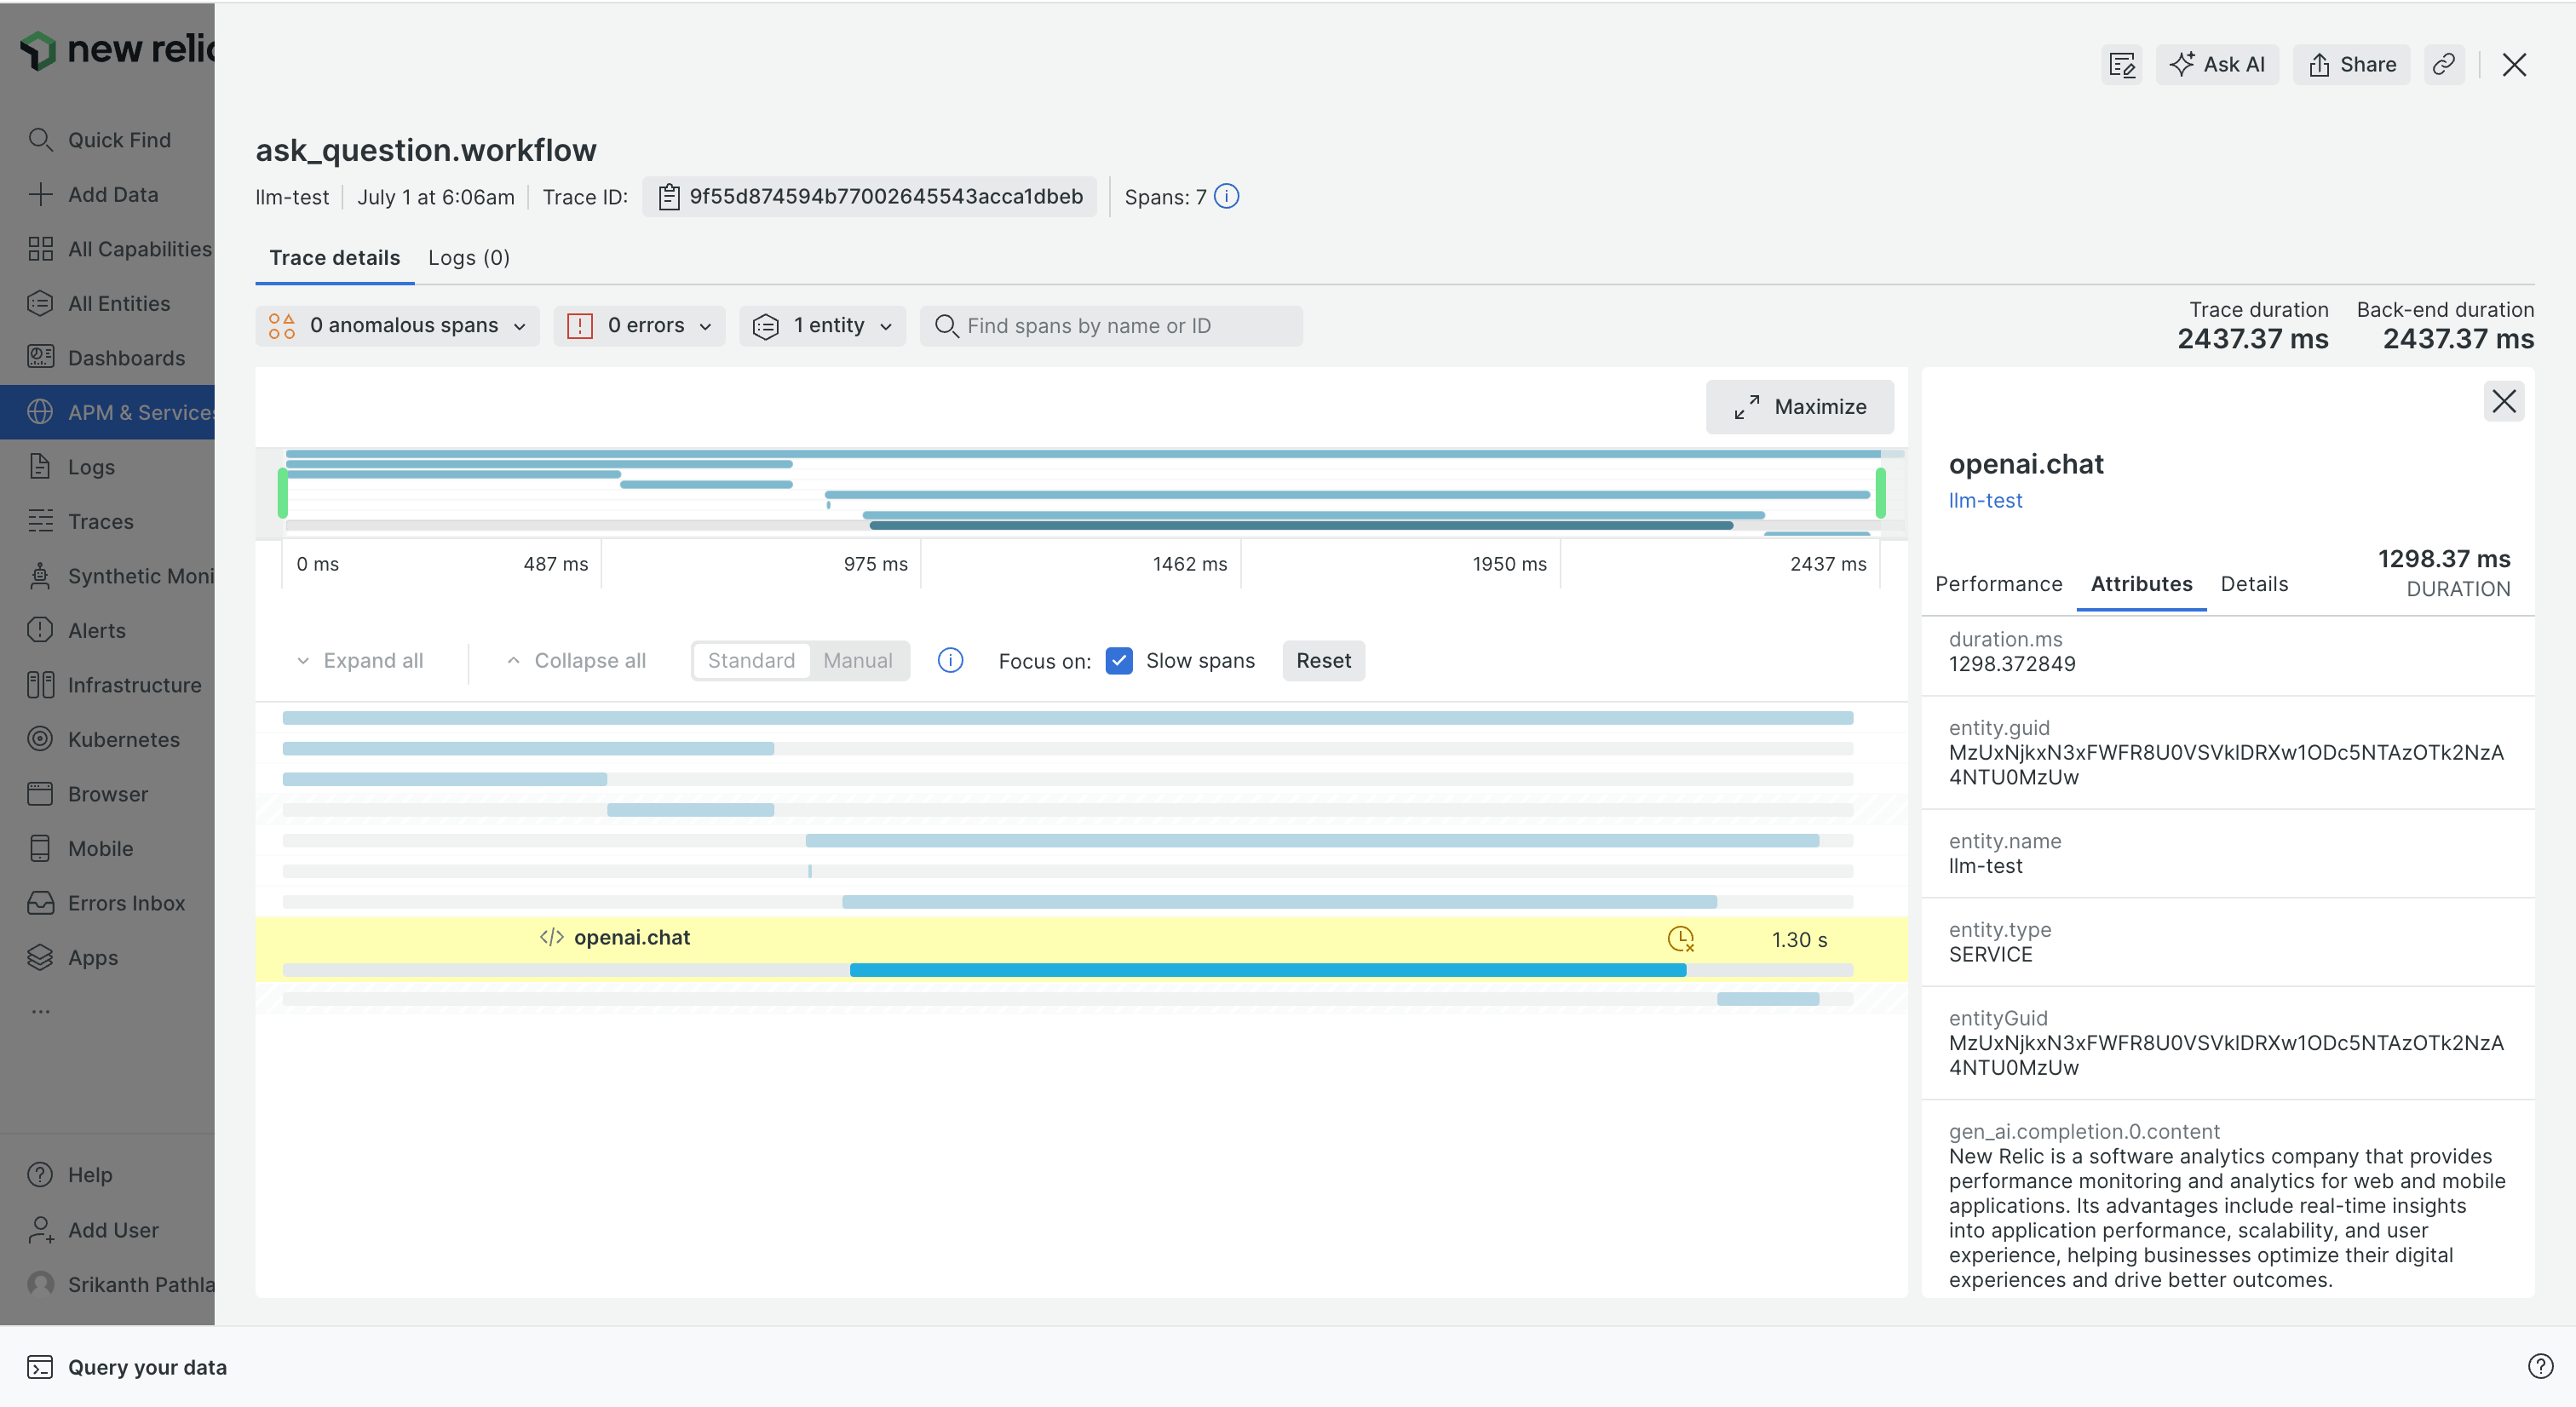 new relic
Quick Find
Add Data
All Capabilities
All Entities
Dashboards
APM & Services
Logs
Traces
Synthetic Moni
Alerts
Infrastructure
Kubernetes
Browser
Mobile
Errors Inbox
Apps
...
Help
Add User
Srikanth Pathla
Ask AI
Share
ask_question.workflow
llm-test July 1 at 6:06am Trace ID: 9f55d874594b77002645543acca1dbeb Spans: 7
Trace details Logs (0)
0 anomalous spans 0 errors 1 entity Find spans by name or ID
Trace duration Back-end duration
2437.37 ms 2437.37 ms
Maximize
0 ms 487 ms 975 ms 1462 ms 1950 ms 2437 ms
Expand all Collapse all Standard Manual Focus on: Slow spans Reset
</> openai.chat 1.30 s
openai.chat
llm-test
1298.37 ms
DURATION
Performance Attributes Details
duration.ms
1298.372849
entity.guid
MzUxNjkxN3xFWFR8U0VSVklDRXw1ODc5NTAzOTk2NzA
4NTU0MzUw
entity.name
llm-test
entity.type
SERVICE
entityGuid
MzUxNjkxN3xFWFR8U0VSVklDRXw1ODc5NTAzOTk2NzA
4NTU0MzUw
gen_ai.completion.0.content
New Relic is a software analytics company that provides
performance monitoring and analytics for web and mobile
applications. Its advantages include real-time insights
into application performance, scalability, and user
experience, helping businesses optimize their digital
experiences and drive better outcomes.
Query your data